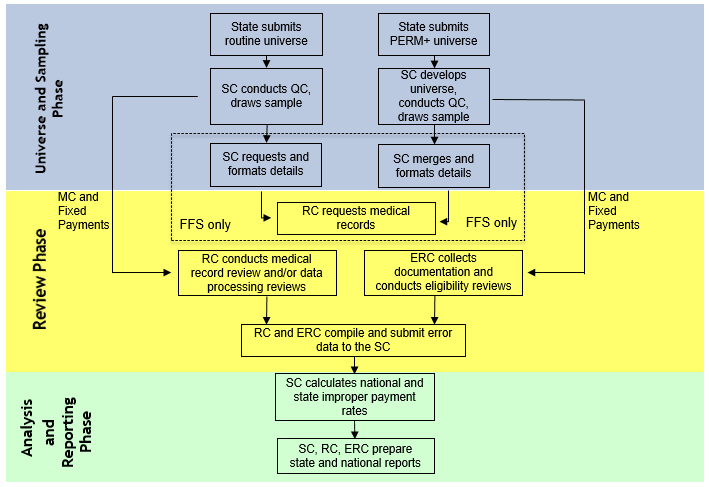 Universe and Sampling
Phase
State submits
routine universe
State submits
PERM+ universe
SC conducts QC,
draws sample
SC develops
universe,
conducts QC,
draws sample
SC requests and
formats details
SC merges and
formats details
MC and
Fixed
Payments
MC and
Fixed
Payments
Review Phase
RC requests medical
records
FFS only
FFS only
RC conducts medical
record review and/or data
processing reviews
ERC collects
documentation and
conducts eligibility reviews
RC and ERC compile and submit error
data to the SC
Analysis
and
Reporting
Phase
SC calculates national and
state improper payment
rates
SC, RC, ERC prepare
state and national reports